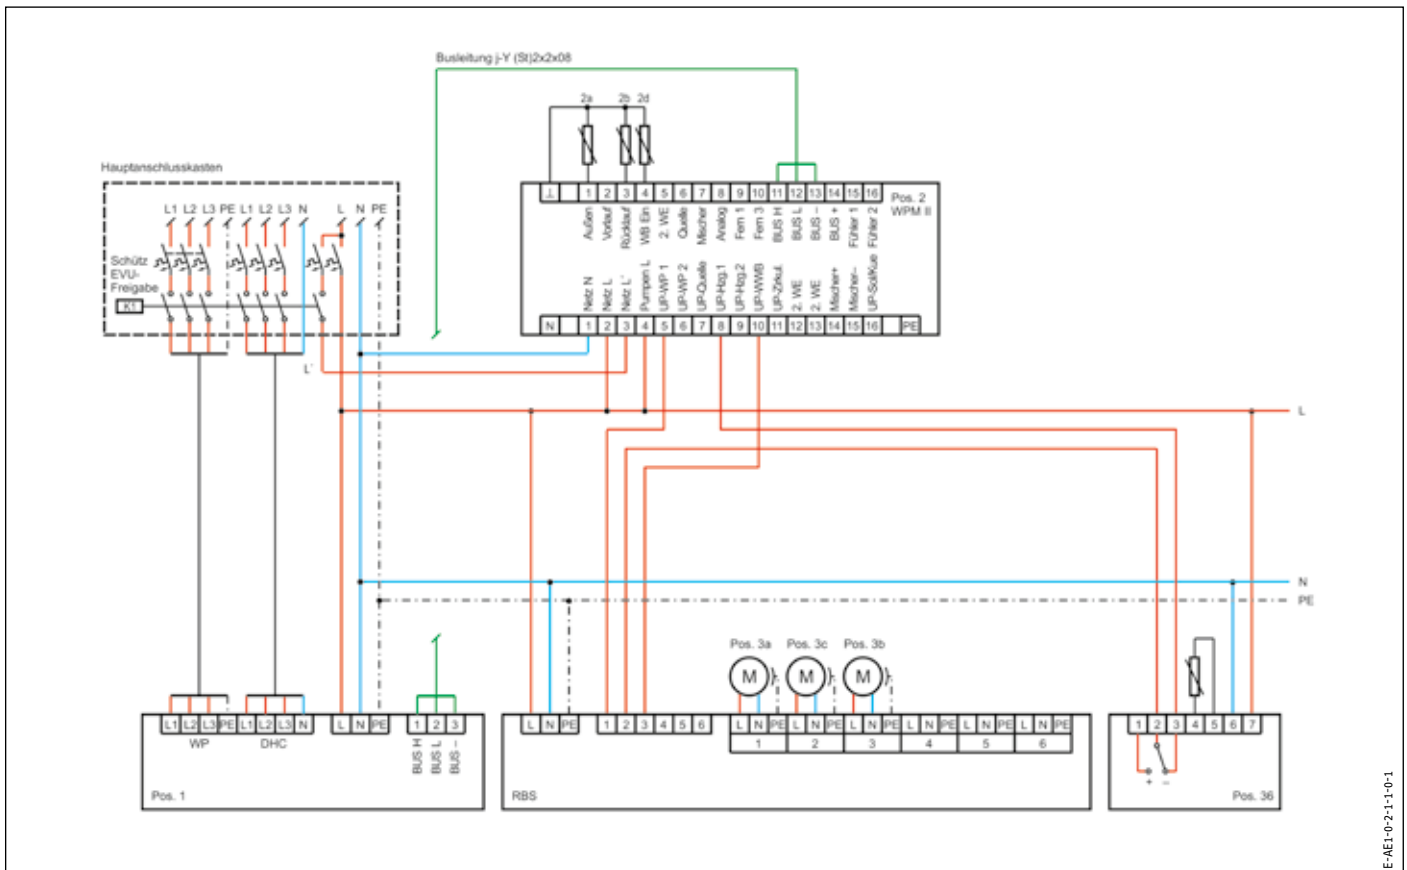 Busleitung j-Y (St)2x2x08
2a 2b 2d
Hauptanschlusskasten
L1 L2 L3 PE L1 L2 L3 N L N PE
Schütz
EVU-
Freigabe
K1
L'
⊥ 1 2 3 4 5 6 7 8 9 10 11 12 13 14 15 16
Pos. 2
WPM II
Außen
Vorlauf
Rücklauf
WB Ein
2. WE
Quelle
Mischer
Analog
Fern 1
Fern 3
BUS H
BUS L
BUS –
BUS +
Fühler 1
Fühler 2
Netz N
Netz L
Netz L'
Pumpen L
UP-WP 1
UP-WP 2
UP-Quelle
UP-Hzg.1
UP-Hzg.2
UP-WWB
UP-Zirkul.
2. WE
2. WE
Mischer+
Mischer–
UP-Sol/Kue
N 1 2 3 4 5 6 7 8 9 10 11 12 13 14 15 16 PE
L
N
PE
Pos. 3a Pos. 3c Pos. 3b
M M M
L1 L2 L3 PE L1 L2 L3 N L N PE 1 2 3
WP DHC
BUS H
BUS L
BUS –
Pos. 1
L N PE 1 2 3 4 5 6
L N PE L N PE L N PE L N PE L N PE L N PE
1 2 3 4 5 6
RBS
1 2 3 4 5 6 7
+ –
Pos. 36
E-AE1-0-2-1-1-0-1